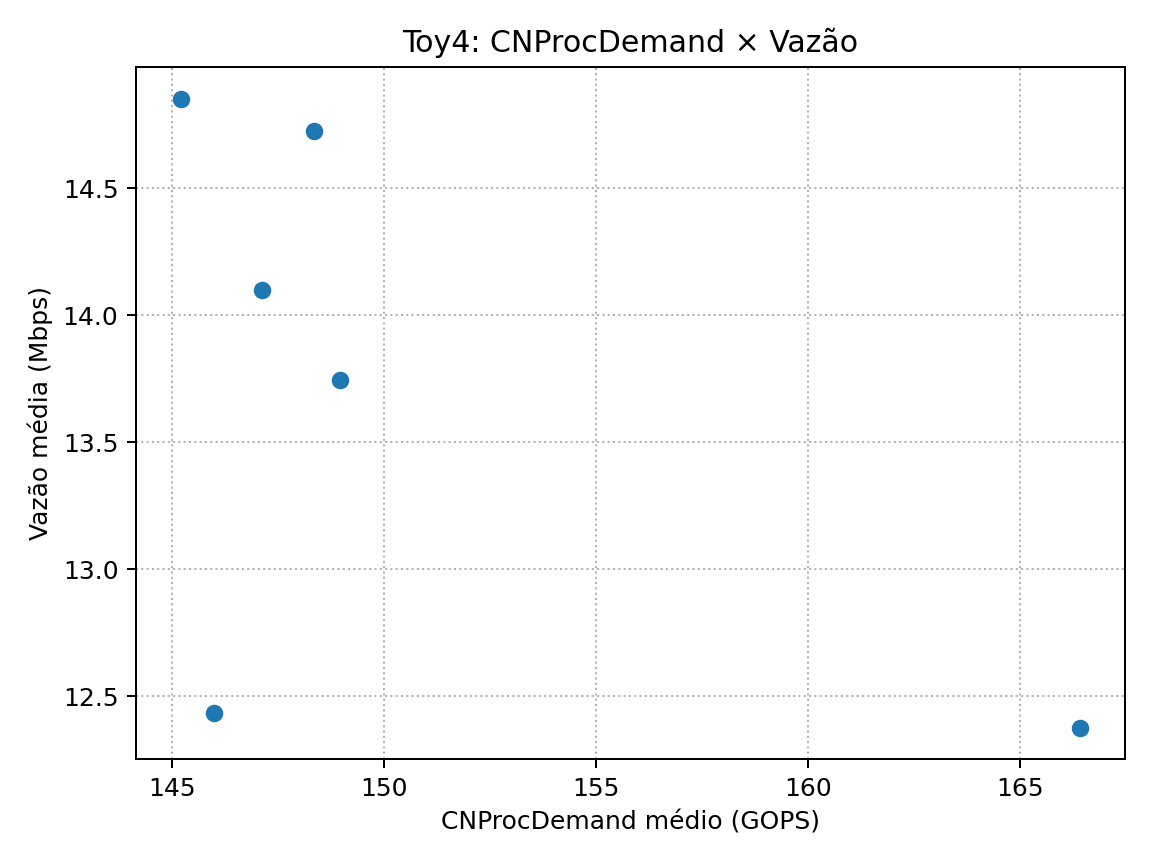 Toy4: CNProcDemand × Vazão
Vazão média (Mbps)
14.5
14.0
13.5
13.0
12.5
145 150 155 160 165
CNProcDemand médio (GOPS)